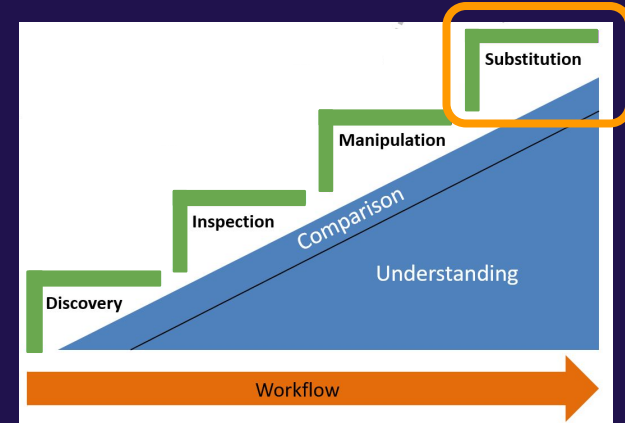 Substitution
Manipulation
Inspection
Comparison
Understanding
Discovery
Workflow